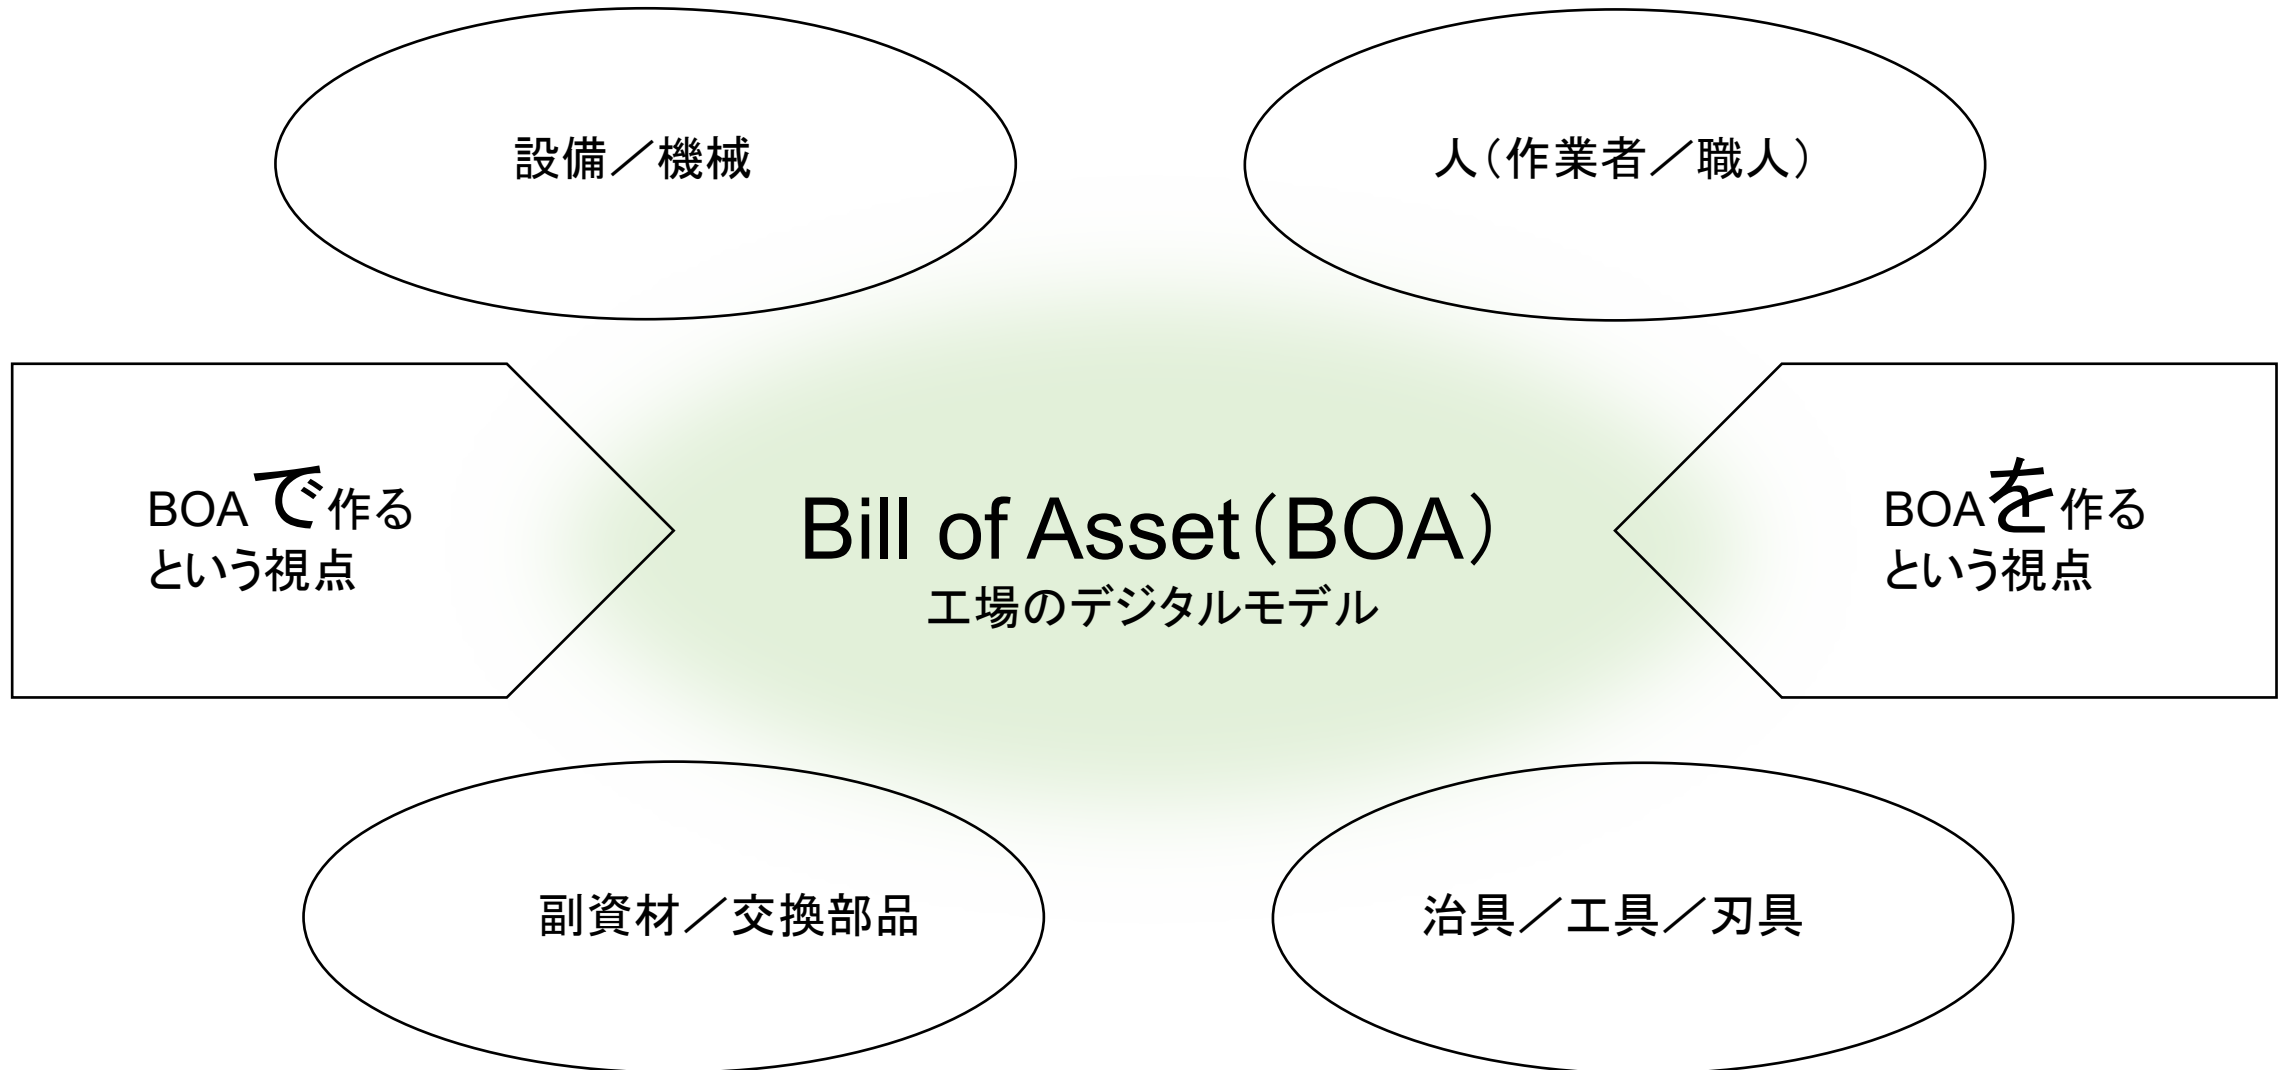 設備／機械
人（作業者／職人）
BOAで作る
という視点
Bill of Asset（BOA）
工場のデジタルモデル
BOAを作る
という視点
副資材／交換部品
治具／工具／刃具